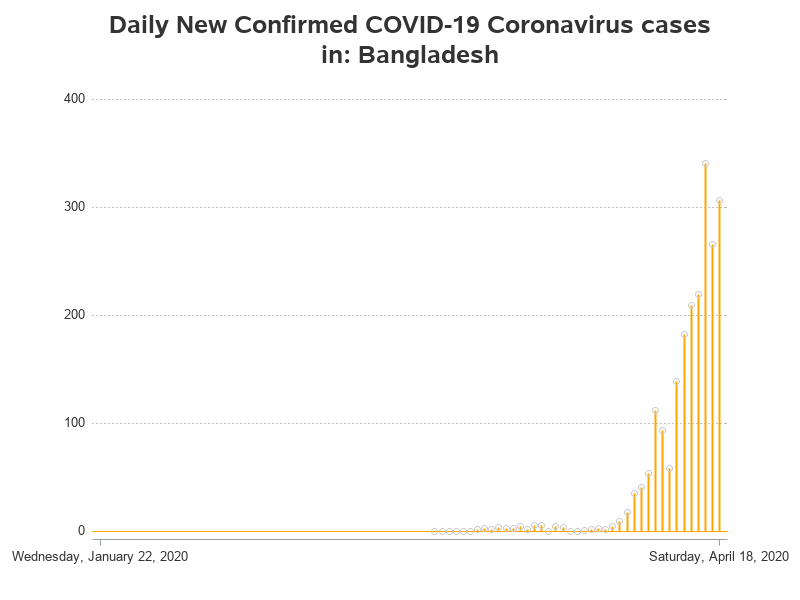 Daily New Confirmed COVID-19 Coronavirus cases
in: Bangladesh
400
300
200
100
0
Wednesday, January 22, 2020
Saturday, April 18, 2020